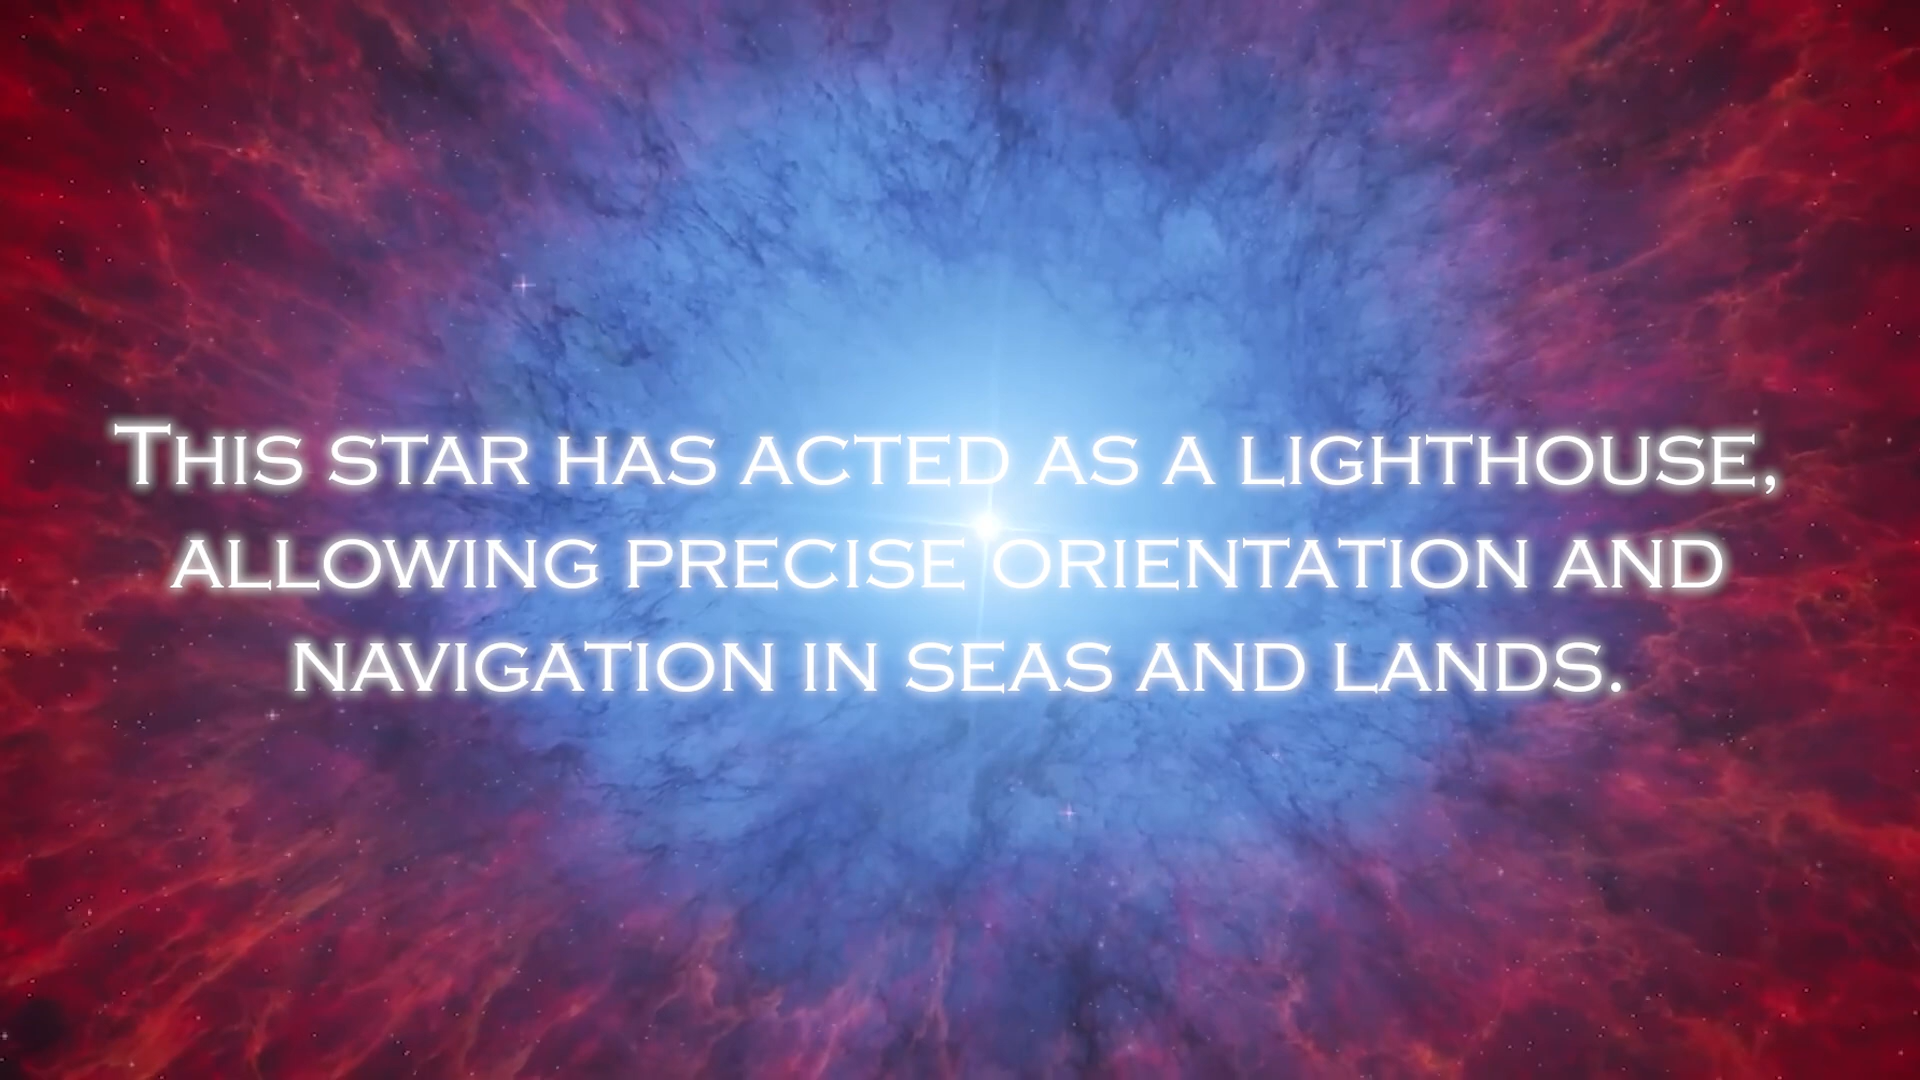 This star has acted as a lighthouse,
allowing precise orientation and
navigation in seas and lands.